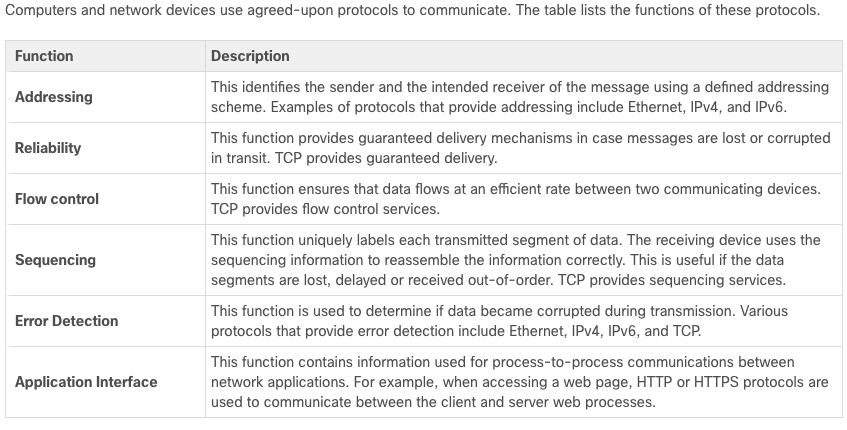 Computers and network devices use agreed-upon protocols to communicate. The table lists the functions of these protocols.
Function Description
Addressing
This identifies the sender and the intended receiver of the message using a defined addressing
scheme. Examples of protocols that provide addressing include Ethernet, IPv4, and IPv6.
Reliability
This function provides guaranteed delivery mechanisms in case messages are lost or corrupted
in transit. TCP provides guaranteed delivery.
Flow control
This function ensures that data flows at an efficient rate between two communicating devices.
TCP provides flow control services.
Sequencing
This function uniquely labels each transmitted segment of data. The receiving device uses the
sequencing information to reassemble the information correctly. This is useful if the data
segments are lost, delayed or received out-of-order. TCP provides sequencing services.
Error Detection
This function is used to determine if data became corrupted during transmission. Various
protocols that provide error detection include Ethernet, IPv4, IPv6, and TCP.
Application Interface
This function contains information used for process-to-process communications between
network applications. For example, when accessing a web page, HTTP or HTTPS protocols are
used to communicate between the client and server web processes.